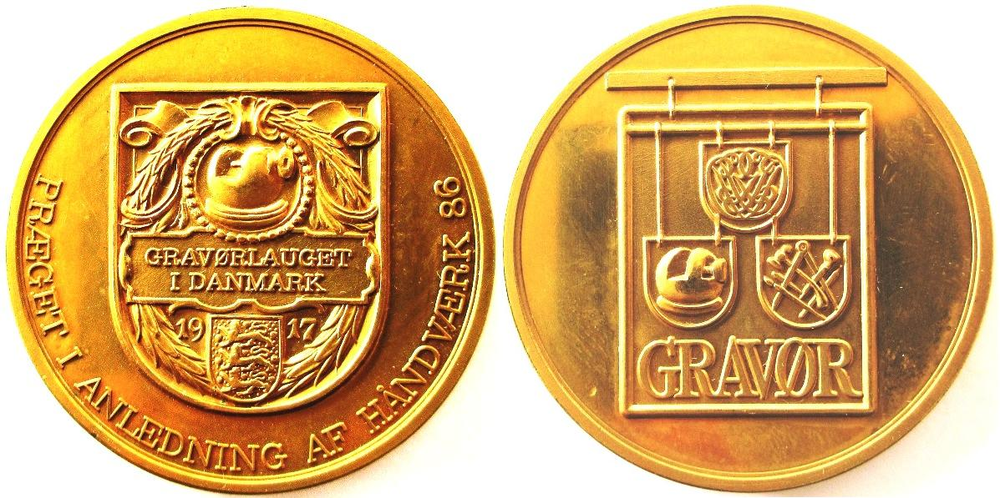 GRAVØRLAUGET
I DANMARK
19 17
PRÆGET I ANLEDNING AF HÅNDVÆRK 86
GRAVØR